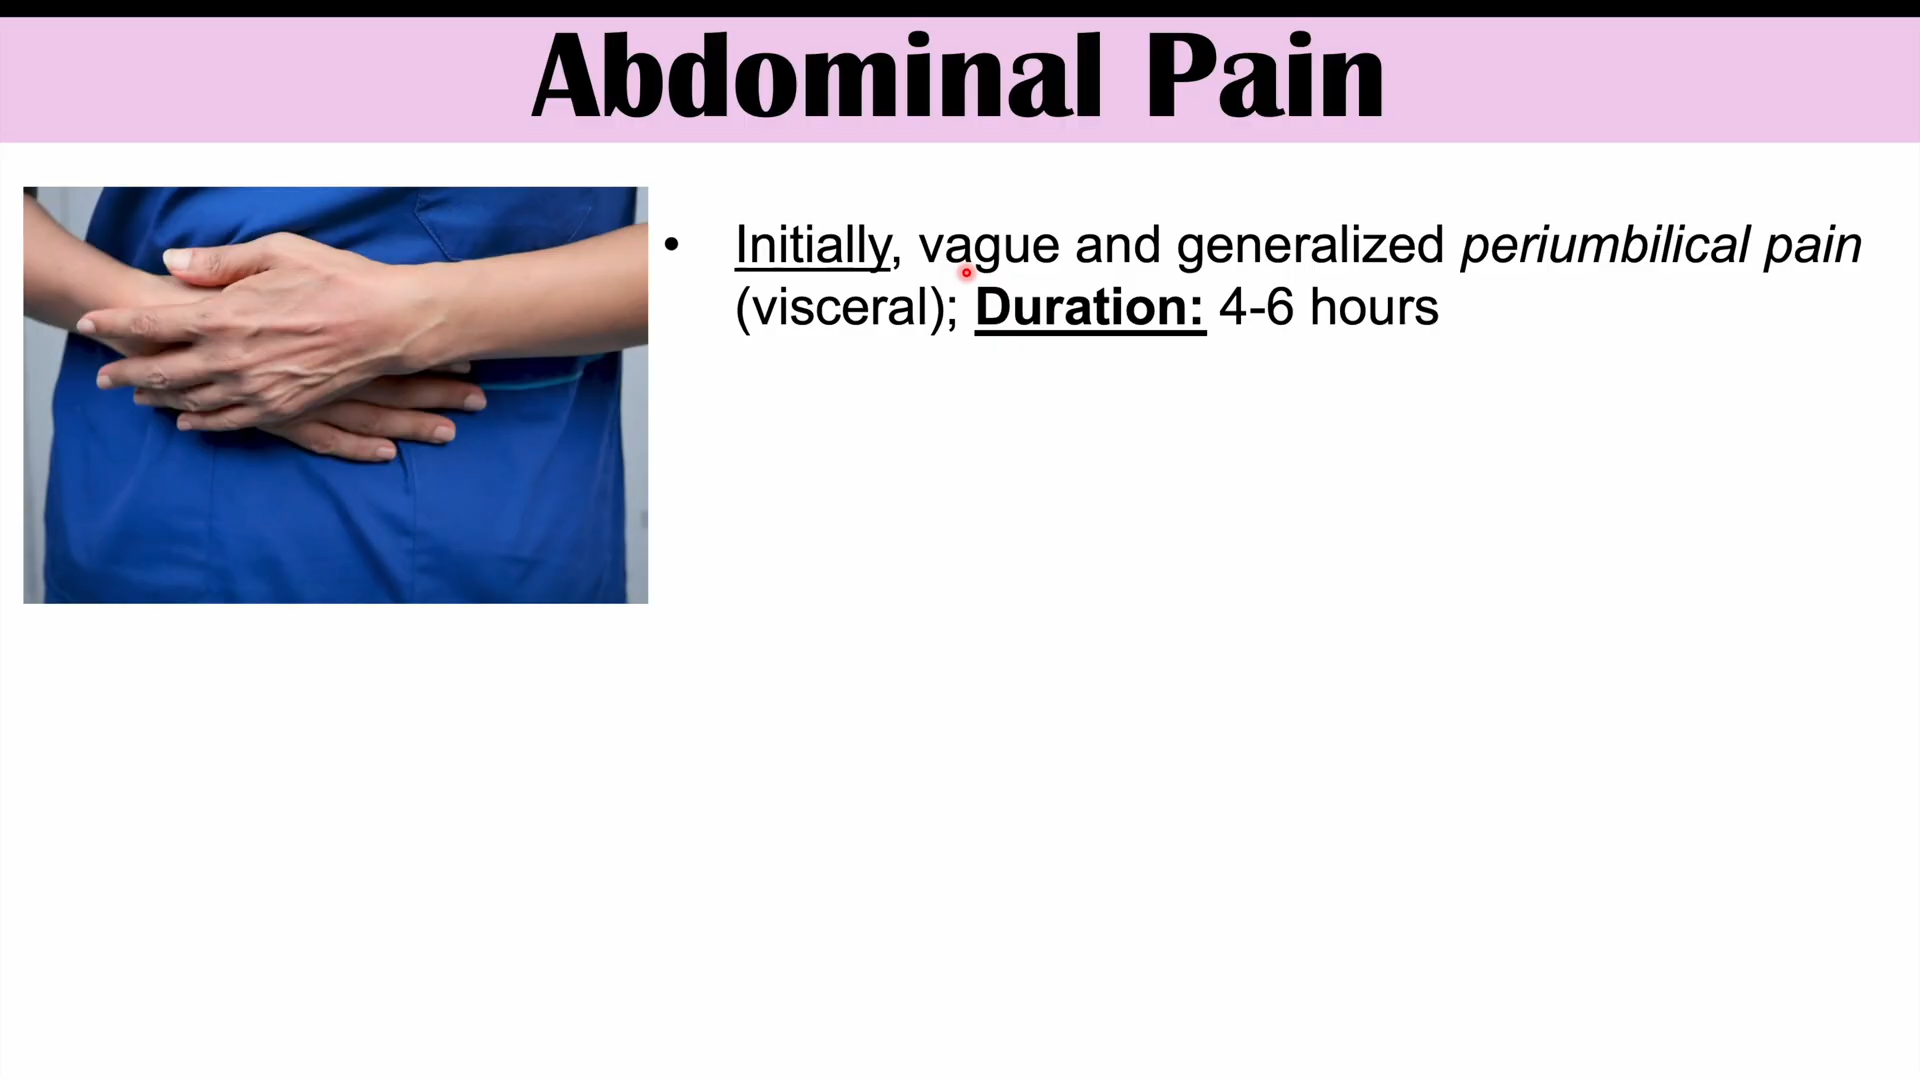 Abdominal Pain
• Initially, vague and generalized periumbilical pain
(visceral); Duration: 4-6 hours